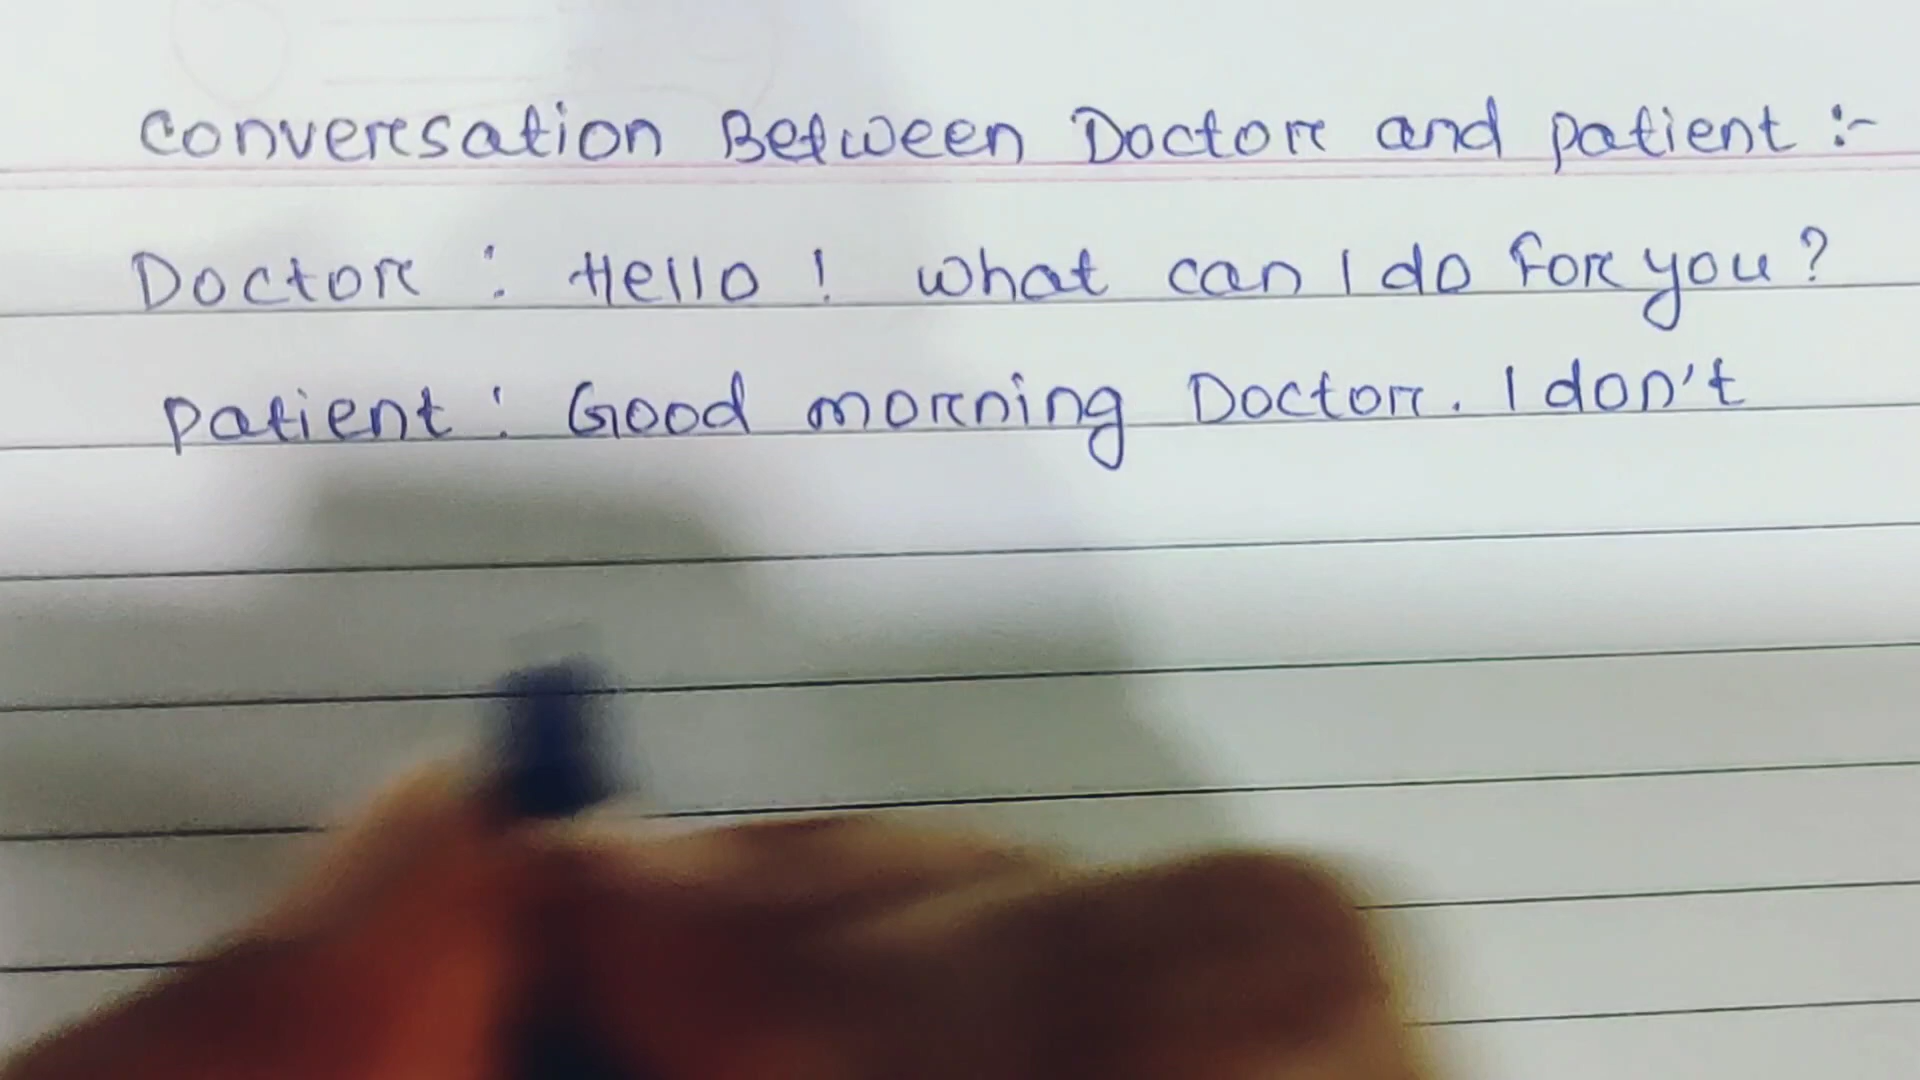 Conversation Between Doctor and patient :-
Doctor : Hello ! what can I do for you?
patient : Good morning Doctor. I don't